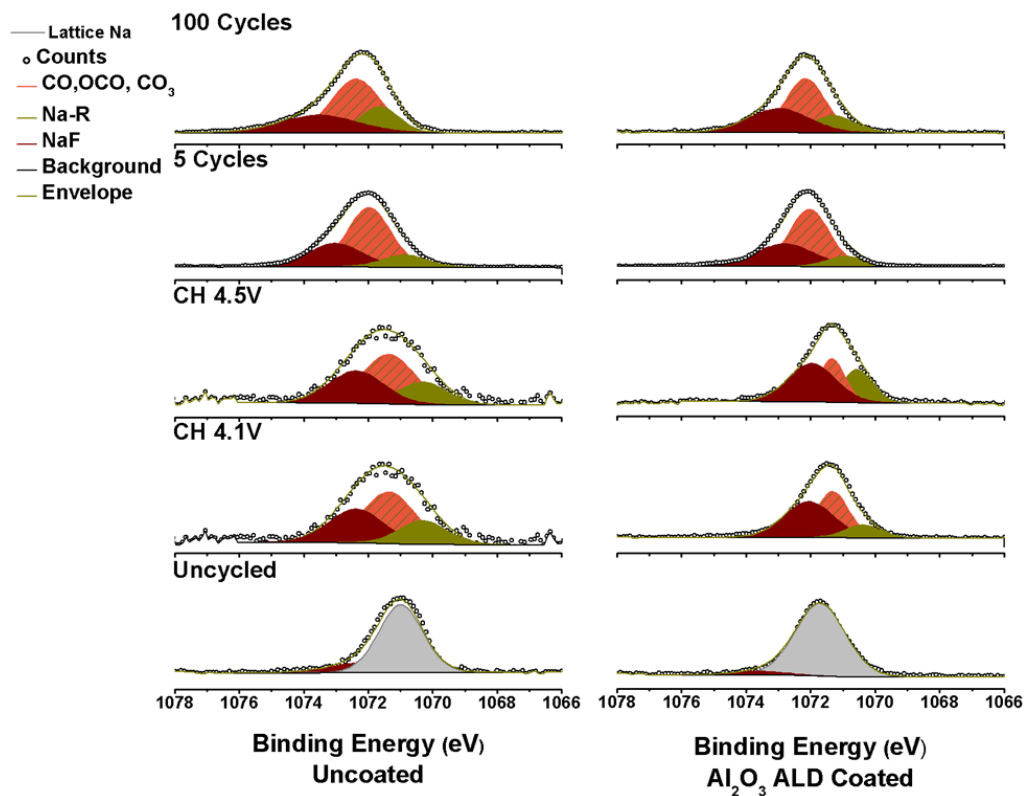 Lattice Na
Counts
CO,OCO, CO3
Na-R
NaF
Background
Envelope
100 Cycles
5 Cycles
CH 4.5V
CH 4.1V
Uncycled
1078 1076 1074 1072 1070 1068 1066
Binding Energy (eV)
Uncoated
1078 1076 1074 1072 1070 1068 1066
Binding Energy (eV)
Al2O3 ALD Coated